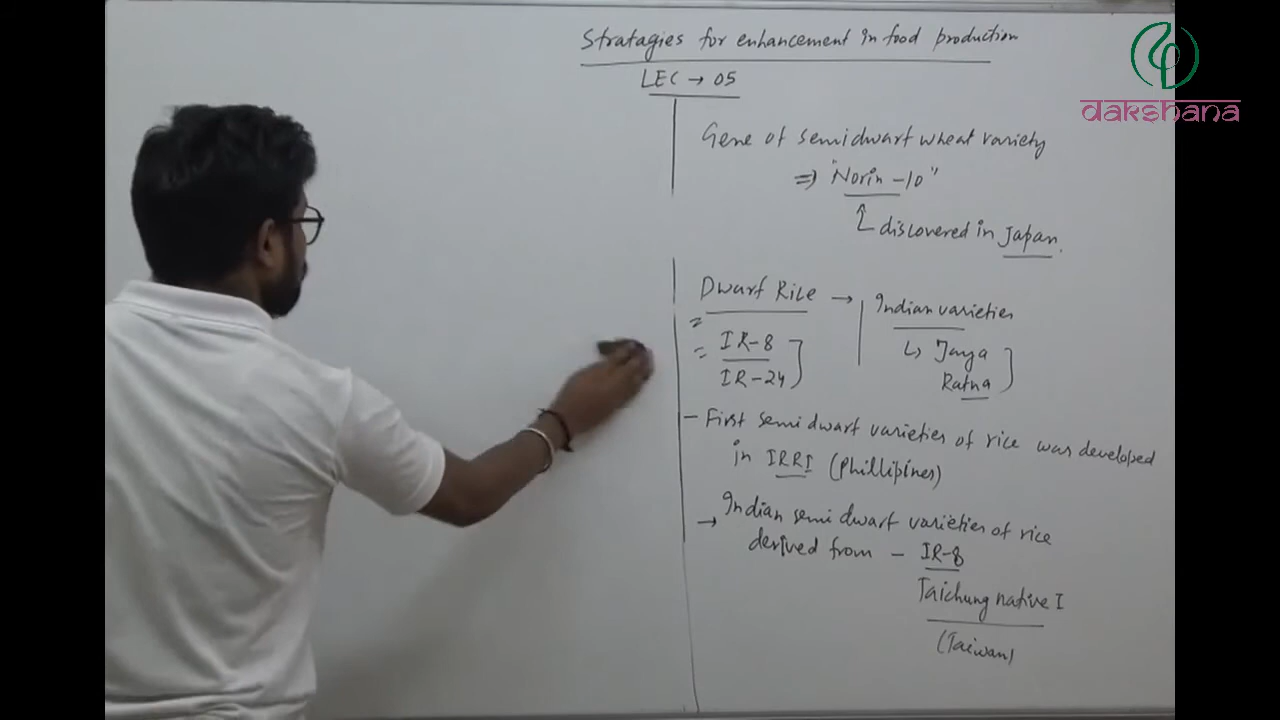 Stratagies for enhancement in food production
LEC → 05
dakshana
Gene of semidwarf wheat variety
⇒ "Norin -10"
discovered in Japan.
Dwarf Rice → Indian varieties
IR-8
↳ Jaya
IR-24
Ratna
- First semi dwarf varieties of rice was developed
in IRRI (Phillipines)
→ Indian semi dwarf varieties of rice
derived from - IR-8
Taichung native I
(Taiwan)